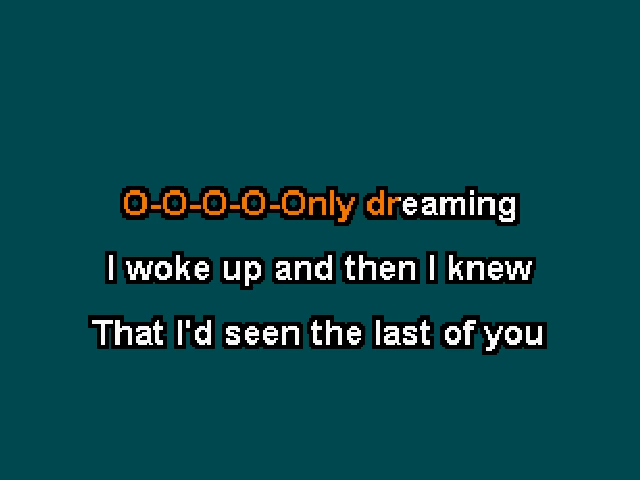 O-O-O-O-Only dreaming
I woke up and then I knew
That I'd seen the last of you